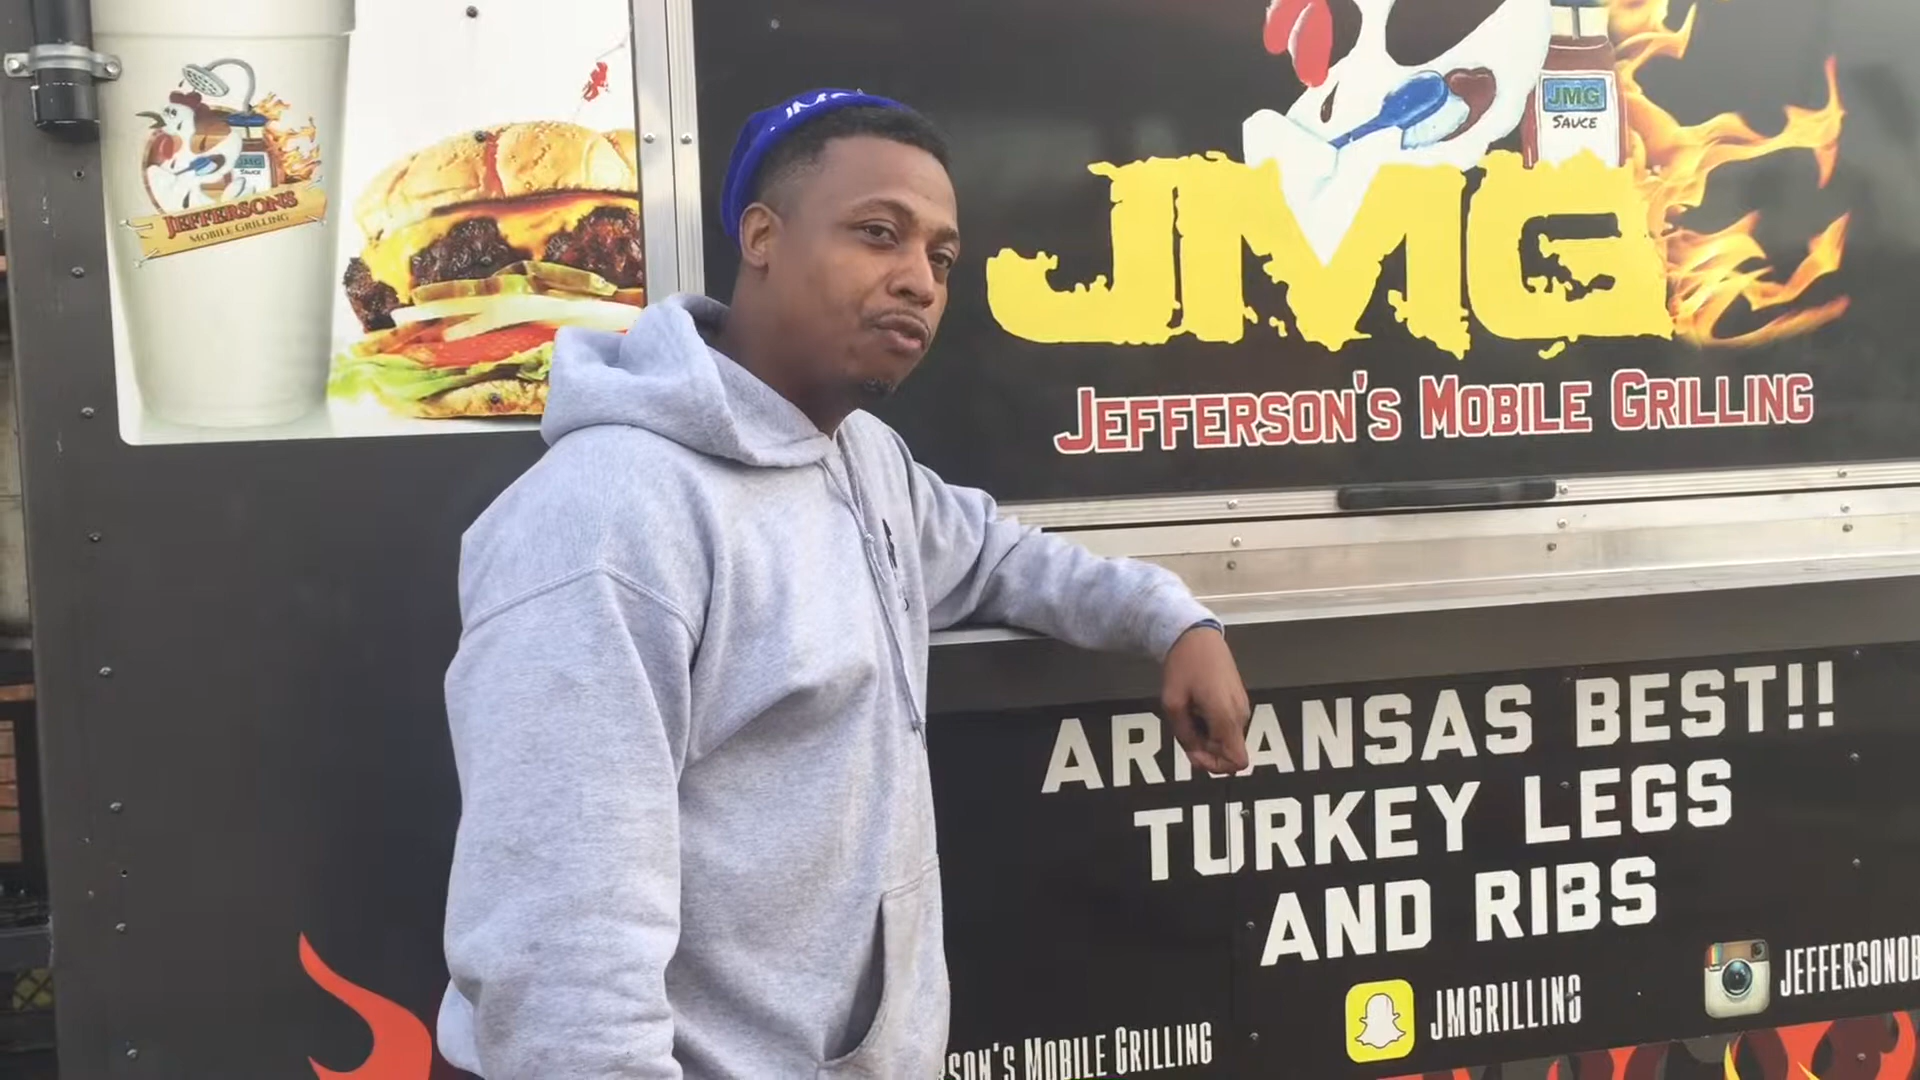 JEFFERSONS
MOBILE GRILLING
JMG
SAUCE
JMG
JMG
SAUCE
JMG
JEFFERSON'S MOBILE GRILLING
ARKANSAS BEST!!
TURKEY LEGS
AND RIBS
SON'S MOBILE GRILLING
JMGRILLING
JEFFERSONOB